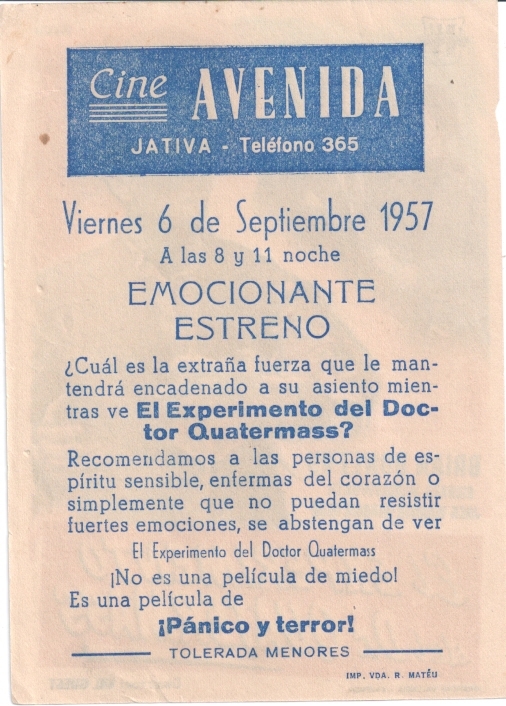 Cine AVENIDA
JATIVA - Teléfono 365
Viernes 6 de Septiembre 1957
A las 8 y 11 noche
EMOCIONANTE
ESTRENO
¿Cuál es la extraña fuerza que le man-
tendrá encadenado a su asiento mien-
tras ve El Experimento del Doc-
tor Quatermass?
Recomendamos a las personas de es-
píritu sensible, enfermas del corazón o
simplemente que no puedan resistir
fuertes emociones, se abstengan de ver
El Experimento del Doctor Quatermass
¡No es una película de miedo!
Es una película de
¡Pánico y terror!
TOLERADA MENORES
IMP. VDA. R. MATÉU